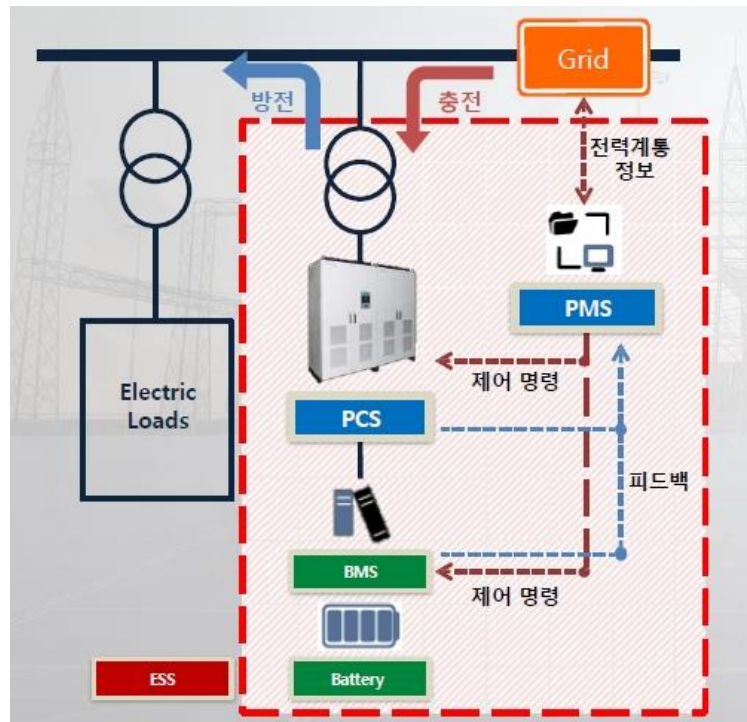 Grid
방전
충전
전력계통
정보
PMS
제어 명령
Electric
Loads
PCS
피드백
BMS
제어 명령
ESS
Battery